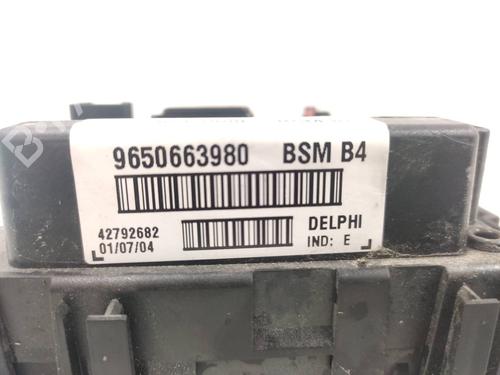 9650663980 BSM B4
42792682 DELPHI
01/07/04 IND: E